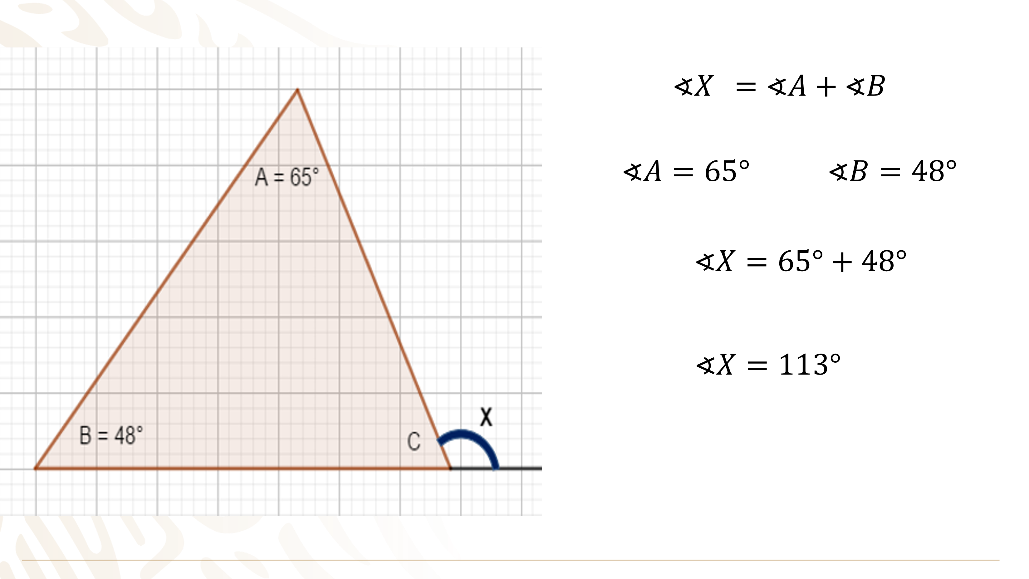 A = 65°
B = 48°
C
X
∢X = ∢A + ∢B
∢A = 65° ∢B = 48°
∢X = 65° + 48°
∢X = 113°